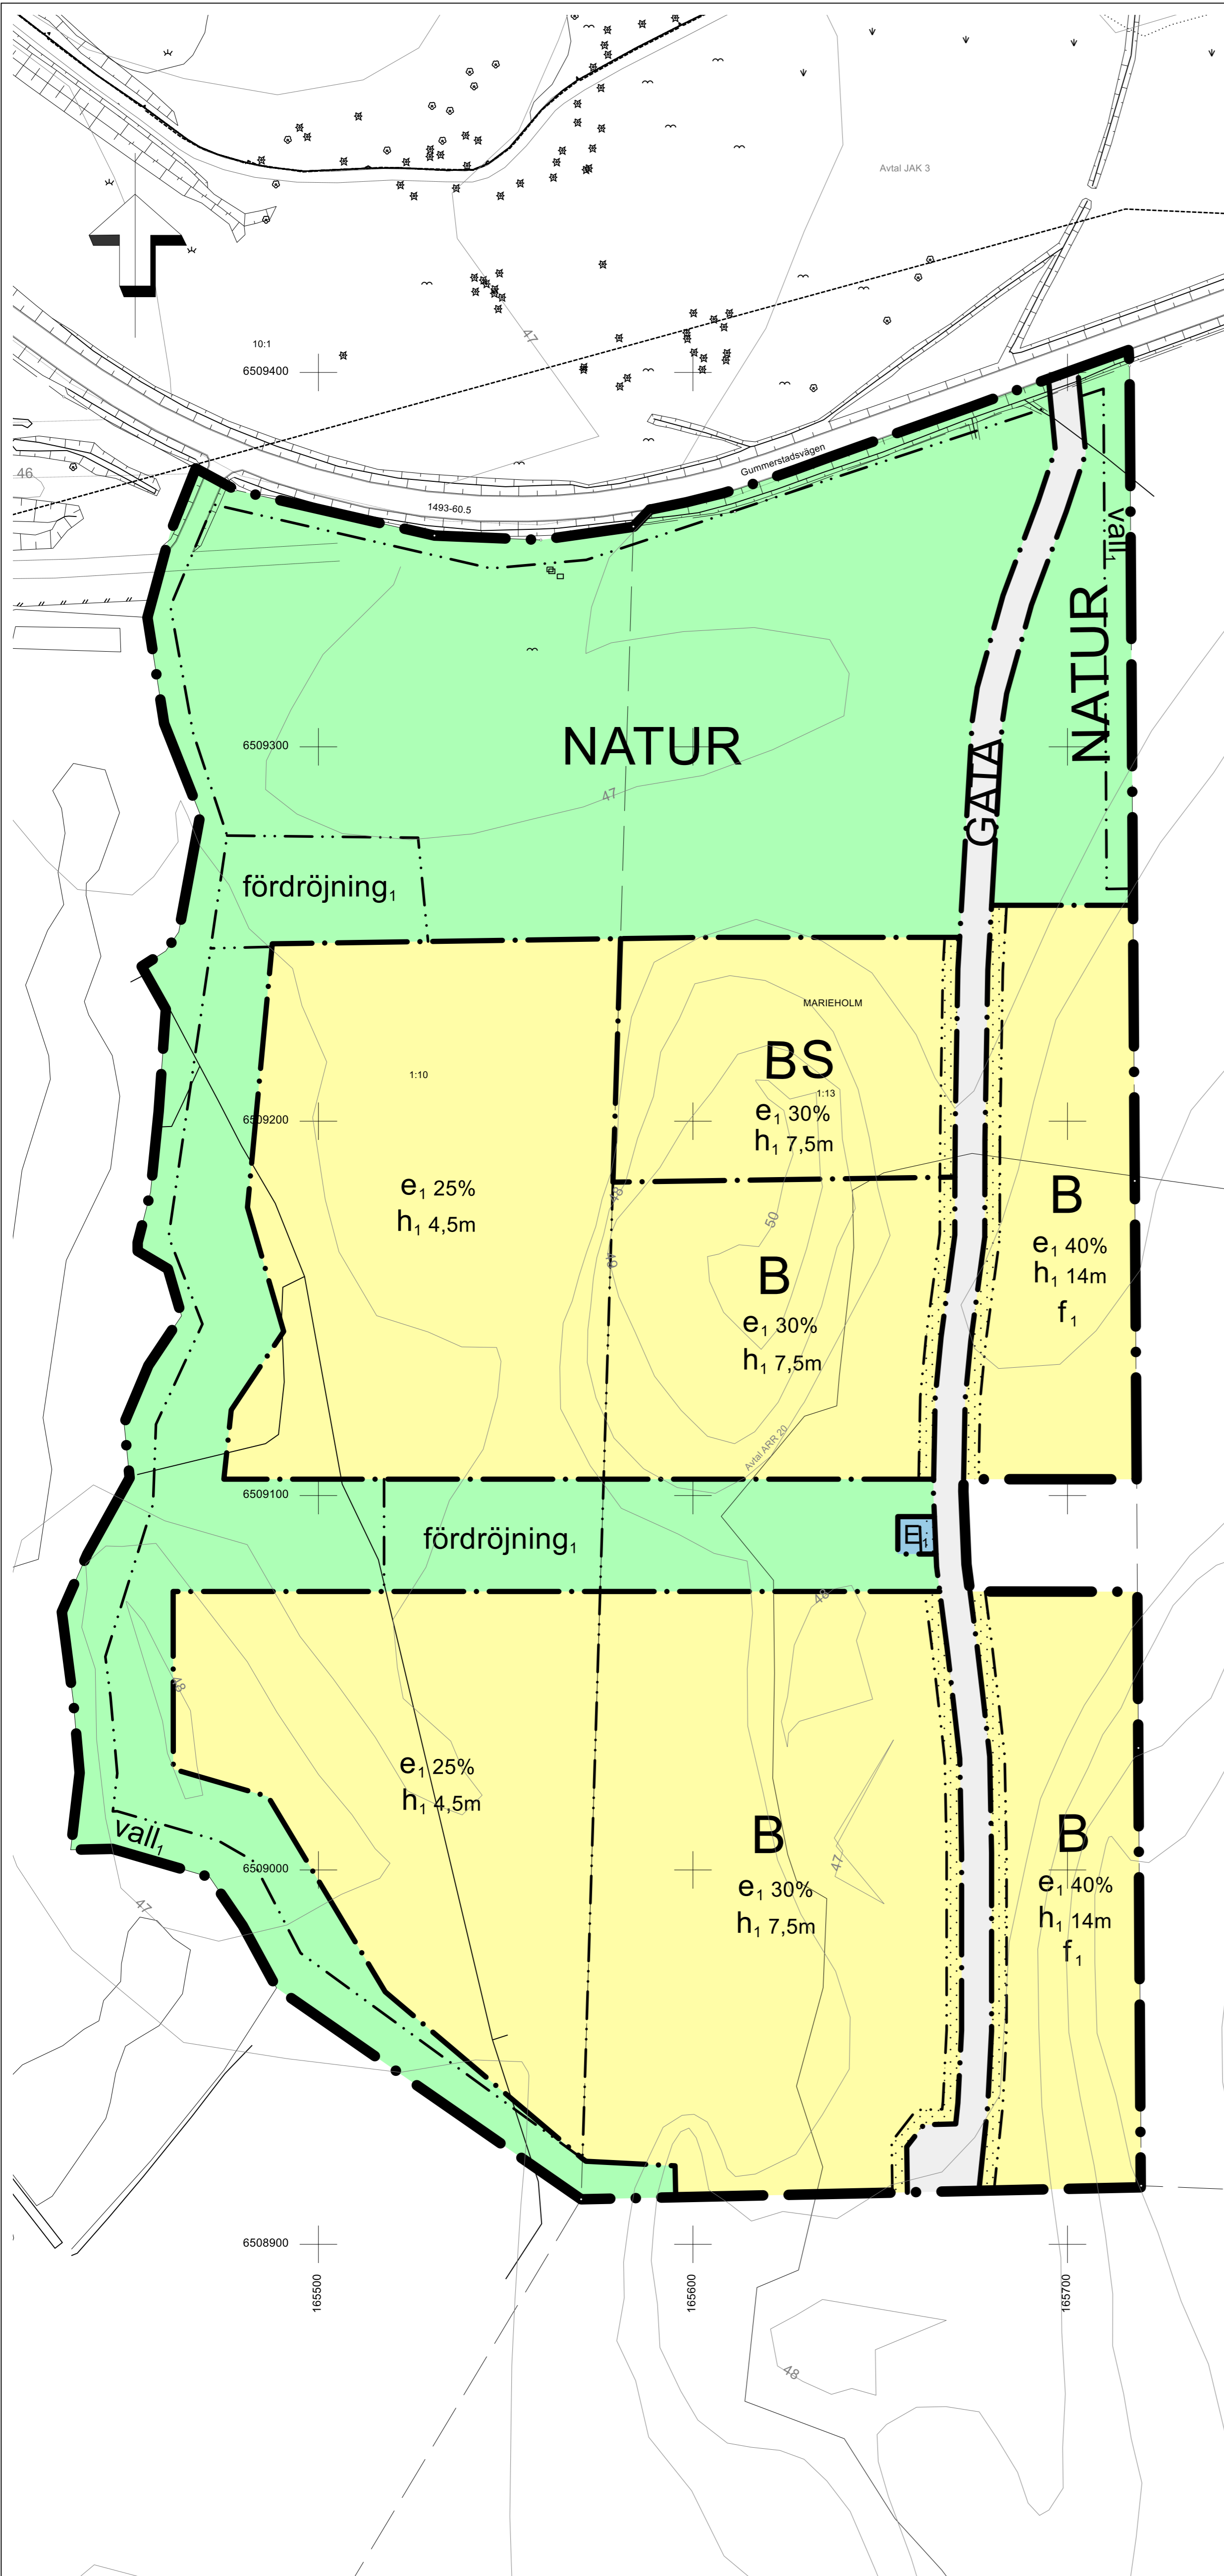 Avtal JAK 3
10:1
47
6509400
46
Gummerstadsvägen
1493-60.5
vall1
NATUR
NATUR
6509300
GATA
47
fördröjning1
MARIEHOLM
BS
1:10
1:13
e1 30%
h1 7,5m
6509200
e1 25%
h1 4,5m
48
49
50
B
e1 40%
h1 14m
f1
B
e1 30%
h1 7,5m
Avtal ARR 20
6509100
fördröjning1
E1
48
48
e1 25%
h1 4,5m
vall1
B
e1 30%
h1 7,5m
47
B
e1 40%
h1 14m
f1
6509000
47
6508900
165500
165600
165700
48